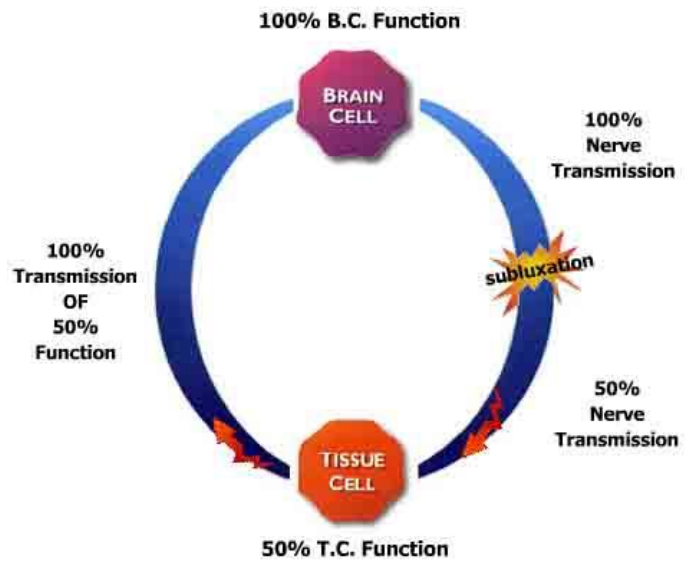 100% B.C. Function
BRAIN
CELL
100%
Nerve
Transmission
subluxation
100%
Transmission
OF
50%
Function
50%
Nerve
Transmission
TISSUE
CELL
50% T.C. Function